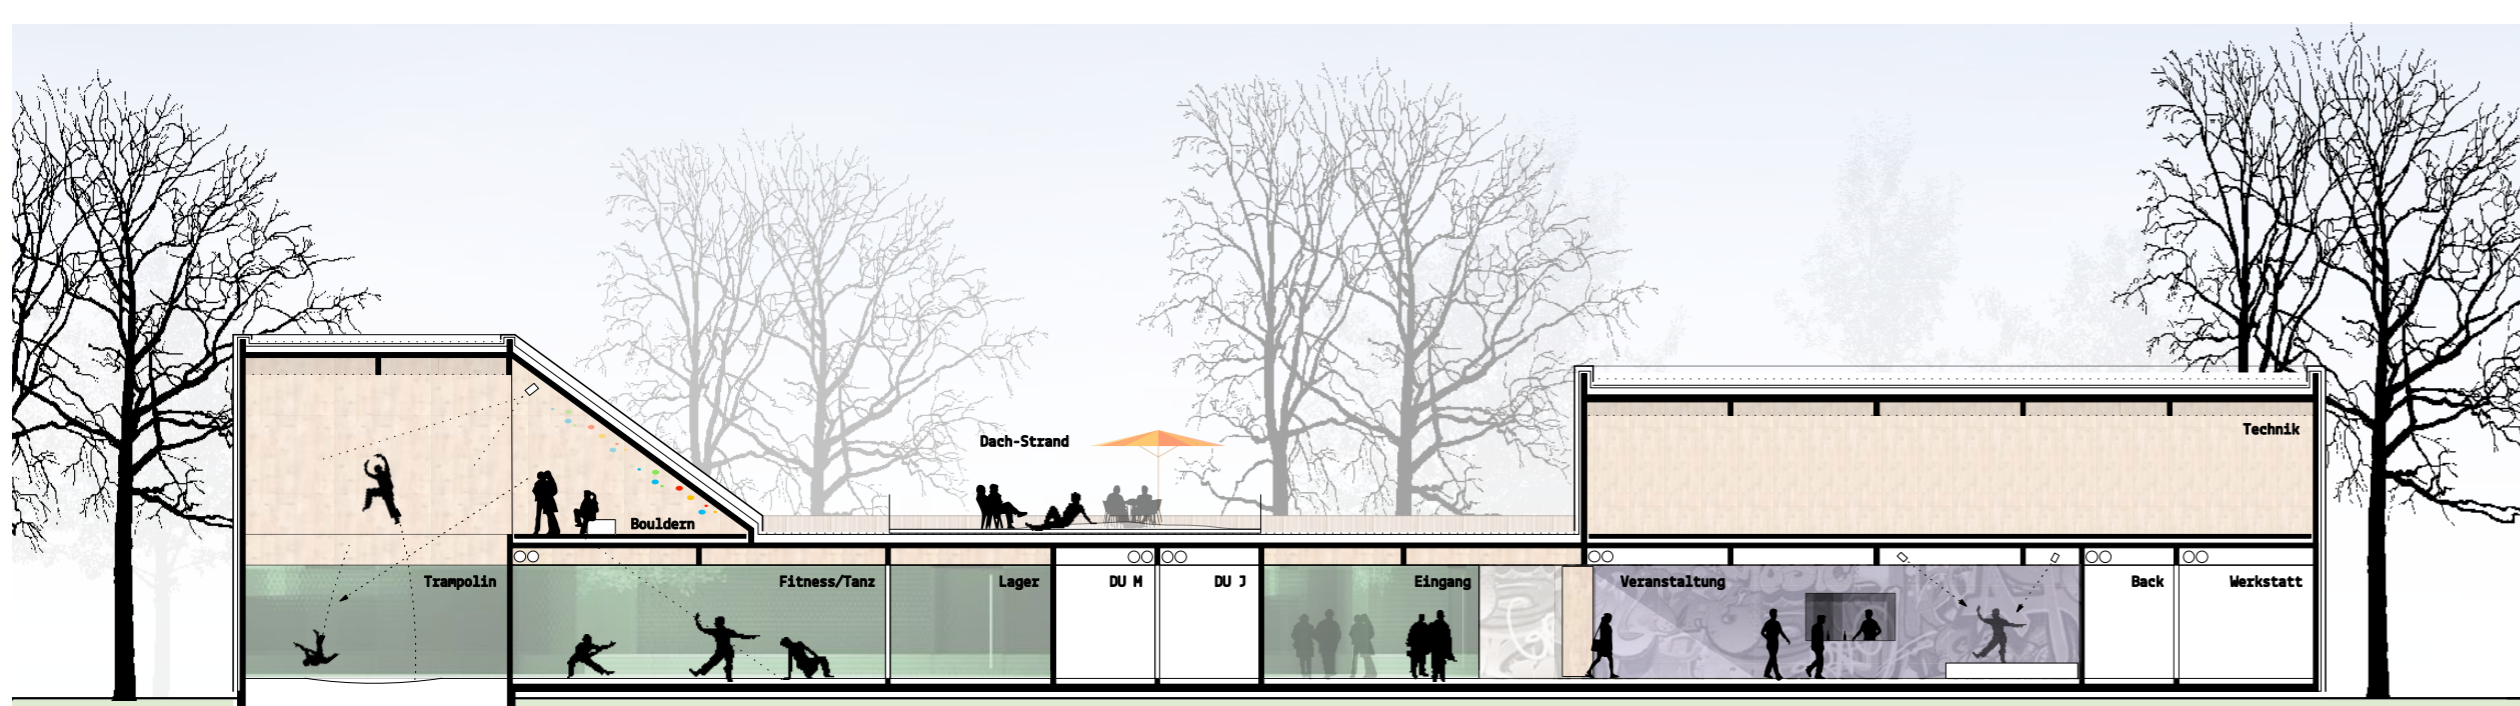 Dach-Strand
Technik
Bouldern
Trampolin
Fitness/Tanz
Lager
DU M
DU J
Eingang
Veranstaltung
Back
Werkstatt